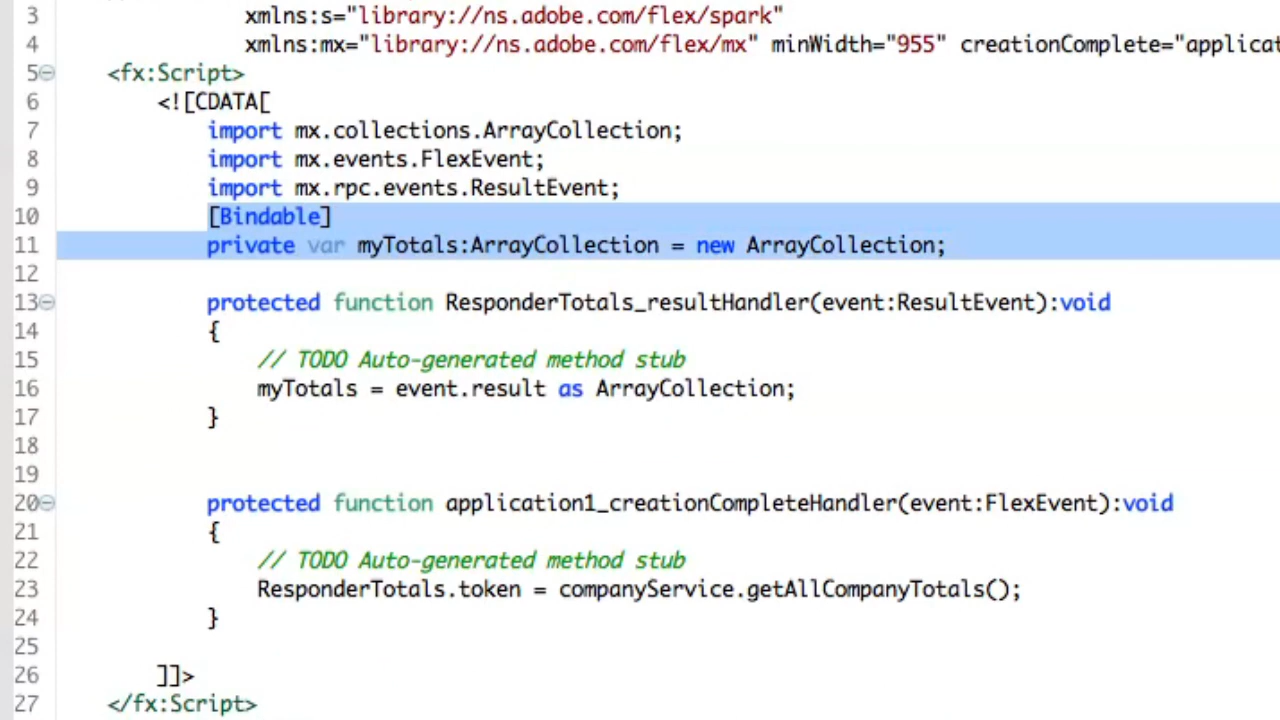 3 xmlns:s="library://ns.adobe.com/flex/spark"
4 xmlns:mx="library://ns.adobe.com/flex/mx" minWidth="955" creationComplete="applicat
5 <fx:Script>
6 <![CDATA[
7 import mx.collections.ArrayCollection;
8 import mx.events.FlexEvent;
9 import mx.rpc.events.ResultEvent;
10 [Bindable]
11 private var myTotals:ArrayCollection = new ArrayCollection;
12
13 protected function ResponderTotals_resultHandler(event:ResultEvent):void
14 {
15 // TODO Auto-generated method stub
16 myTotals = event.result as ArrayCollection;
17 }
18
19
20 protected function application1_creationCompleteHandler(event:FlexEvent):void
21 {
22 // TODO Auto-generated method stub
23 ResponderTotals.token = companyService.getAllCompanyTotals();
24 }
25
26 ]]>
27 </fx:Script>